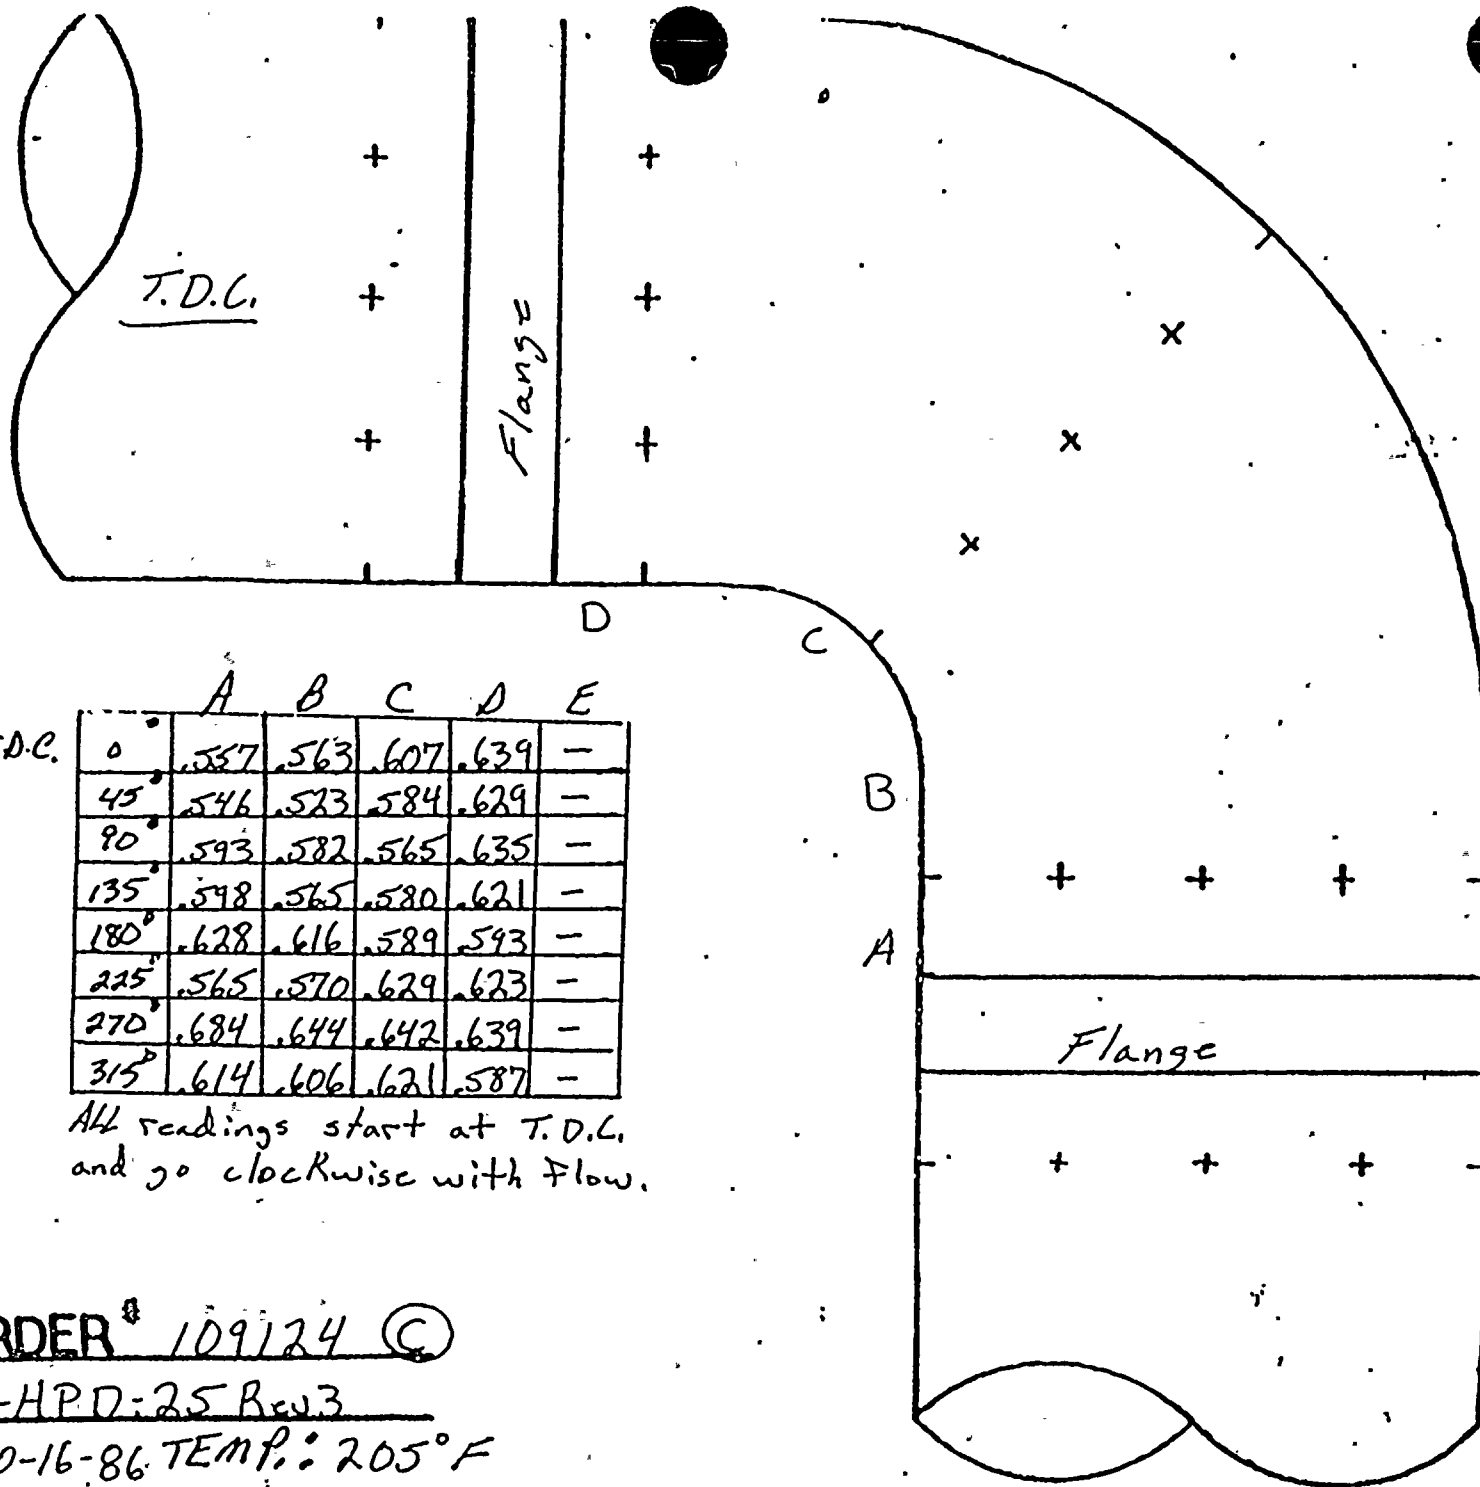 T.D.C.
Flange
D
C
B
A
Flange
A B C D E
D.C. 0° .557 .563 .607 .639 —
45° .546 .523 .584 .629 —
90° .593 .582 .565 .635 —
135° .598 .565 .580 .621 —
180° .628 .616 .589 .593 —
225° .565 .570 .629 .623 —
270° .684 .644 .642 .639 —
315° .614 .606 .621 .587 —
ALL readings start at T.D.C.
and go clockwise with Flow.
RDER # 109124 C
-HPD-25 Rev3
0-16-86 TEMP.: 205°F